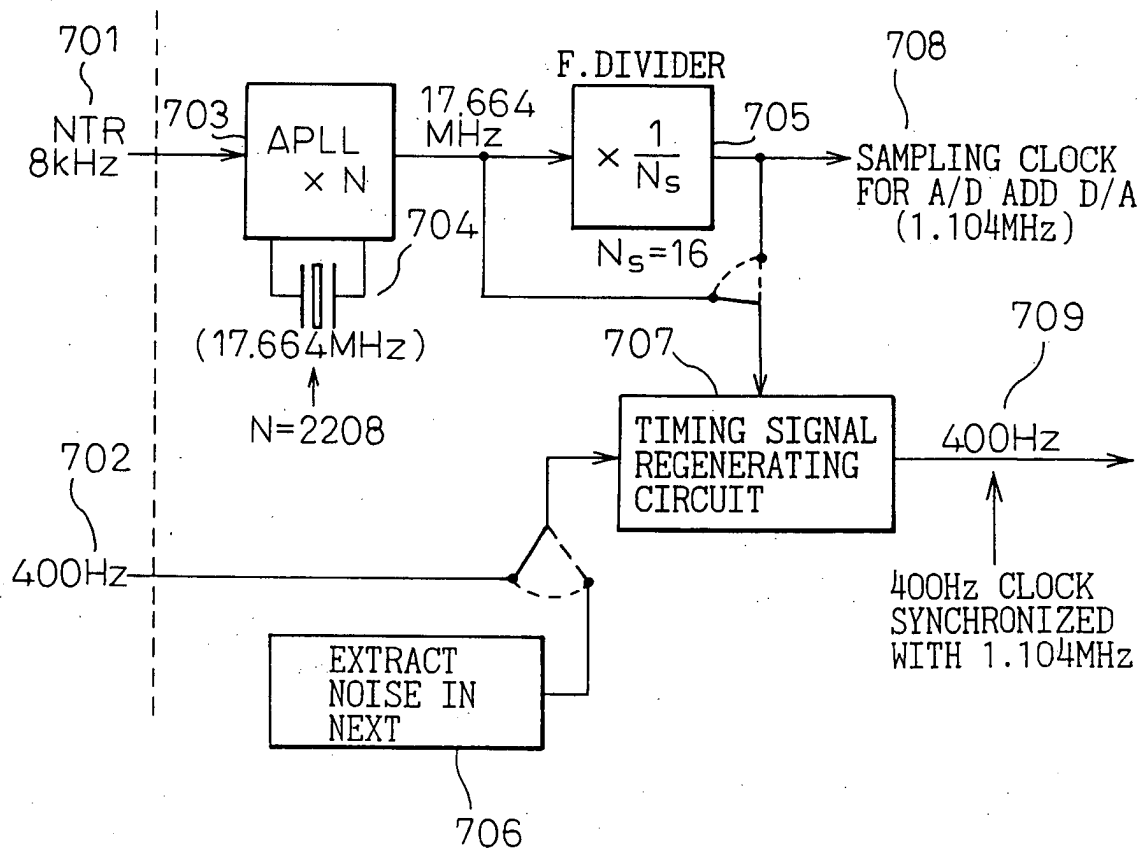 701
NTR
8kHz
703
APLL
× N
17.664
MHz
F.DIVIDER
× 1/Ns
705
Ns=16
708
SAMPLING CLOCK
FOR A/D ADD D/A
(1.104MHz)
704
(17.664MHz)
N=2208
702
400Hz
707
TIMING SIGNAL
REGENERATING
CIRCUIT
709
400Hz
400Hz CLOCK
SYNCHRONIZED
WITH 1.104MHz
EXTRACT
NOISE IN
NEXT
706